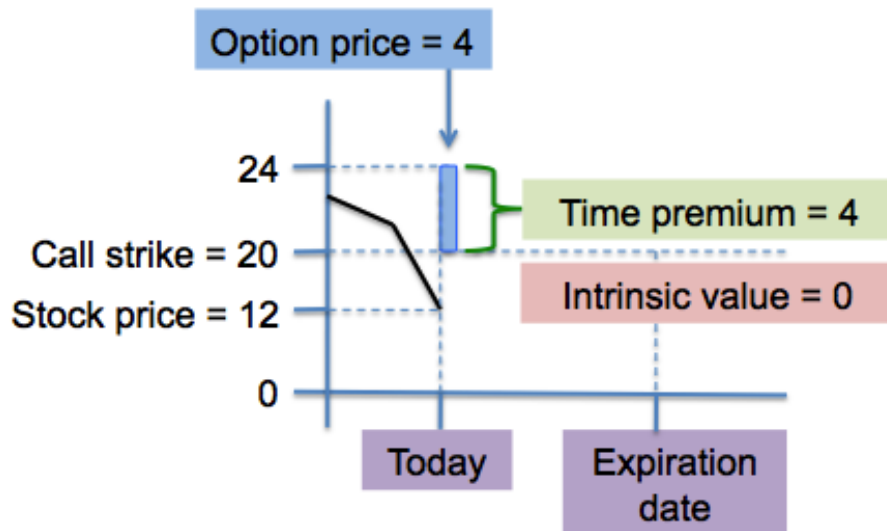 Option price = 4
24
Time premium = 4
Call strike = 20
Intrinsic value = 0
Stock price = 12
0
Today
Expiration
date